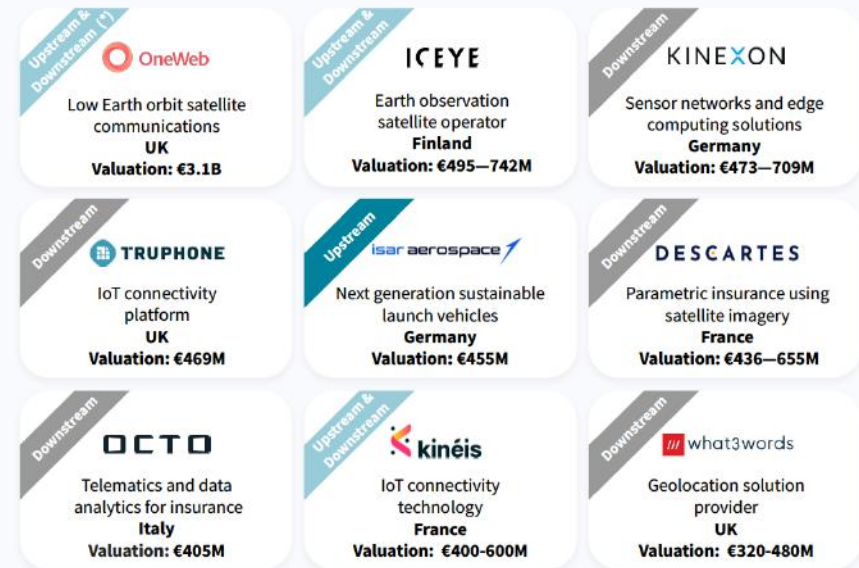 Upstream &
Downstream (*)
OneWeb
Low Earth orbit satellite
communications
UK
Valuation: €3.1B
Upstream &
Downstream
ICEYE
Earth observation
satellite operator
Finland
Valuation: €495—742M
Downstream
KINEXON
Sensor networks and edge
computing solutions
Germany
Valuation: €473—709M
Downstream
TRUPHONE
IoT connectivity
platform
UK
Valuation: €469M
Upstream
isar aerospace
Next generation sustainable
launch vehicles
Germany
Valuation: €455M
Downstream
DESCARTES
Parametric insurance using
satellite imagery
France
Valuation: €436—655M
Downstream
OCTO
Telematics and data
analytics for insurance
Italy
Valuation: €405M
Upstream &
Downstream
kinéis
IoT connectivity
technology
France
Valuation: €400-600M
Downstream
/// what3words
Geolocation solution
provider
UK
Valuation: €320-480M